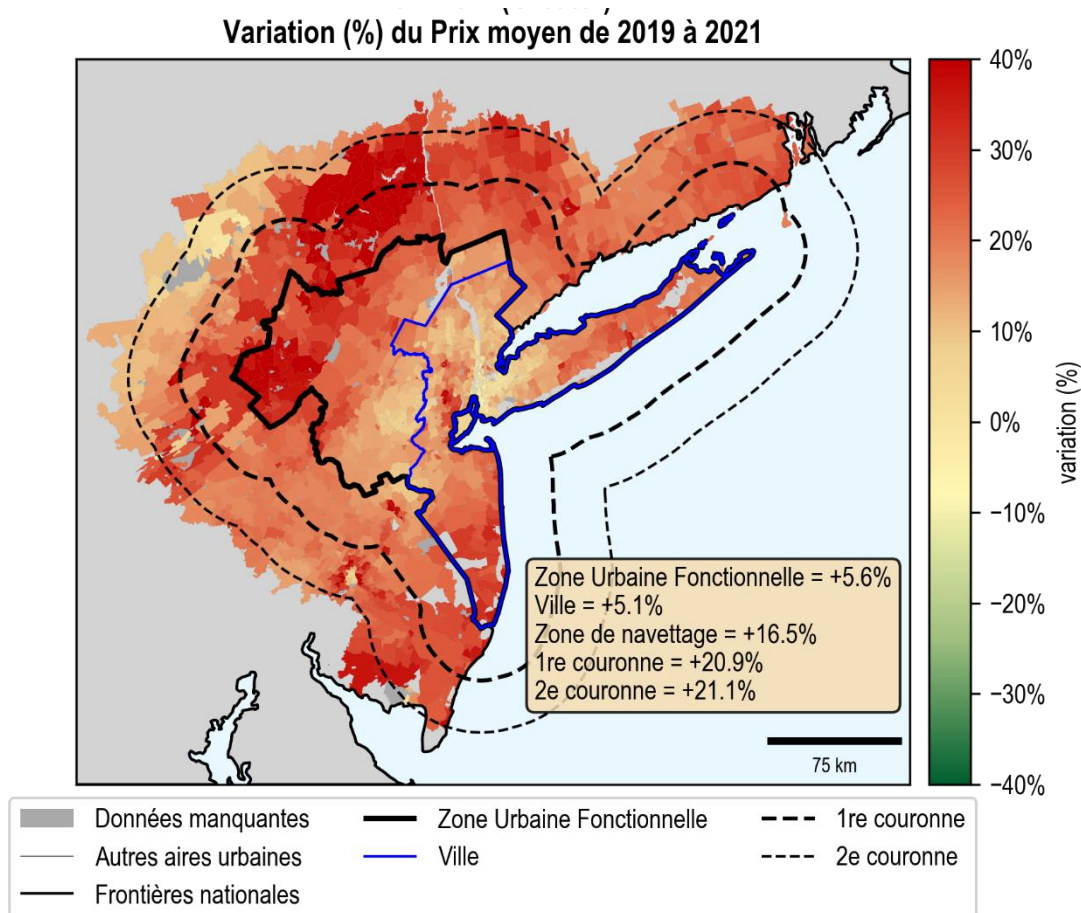 Variation (%) du Prix moyen de 2019 à 2021
40%
30%
20%
10%
0%
−10%
−20%
−30%
−40%
variation (%)
Zone Urbaine Fonctionnelle = +5.6%
Ville = +5.1%
Zone de navettage = +16.5%
1re couronne = +20.9%
2e couronne = +21.1%
75 km
Données manquantes
Autres aires urbaines
Frontières nationales
Zone Urbaine Fonctionnelle
Ville
1re couronne
2e couronne